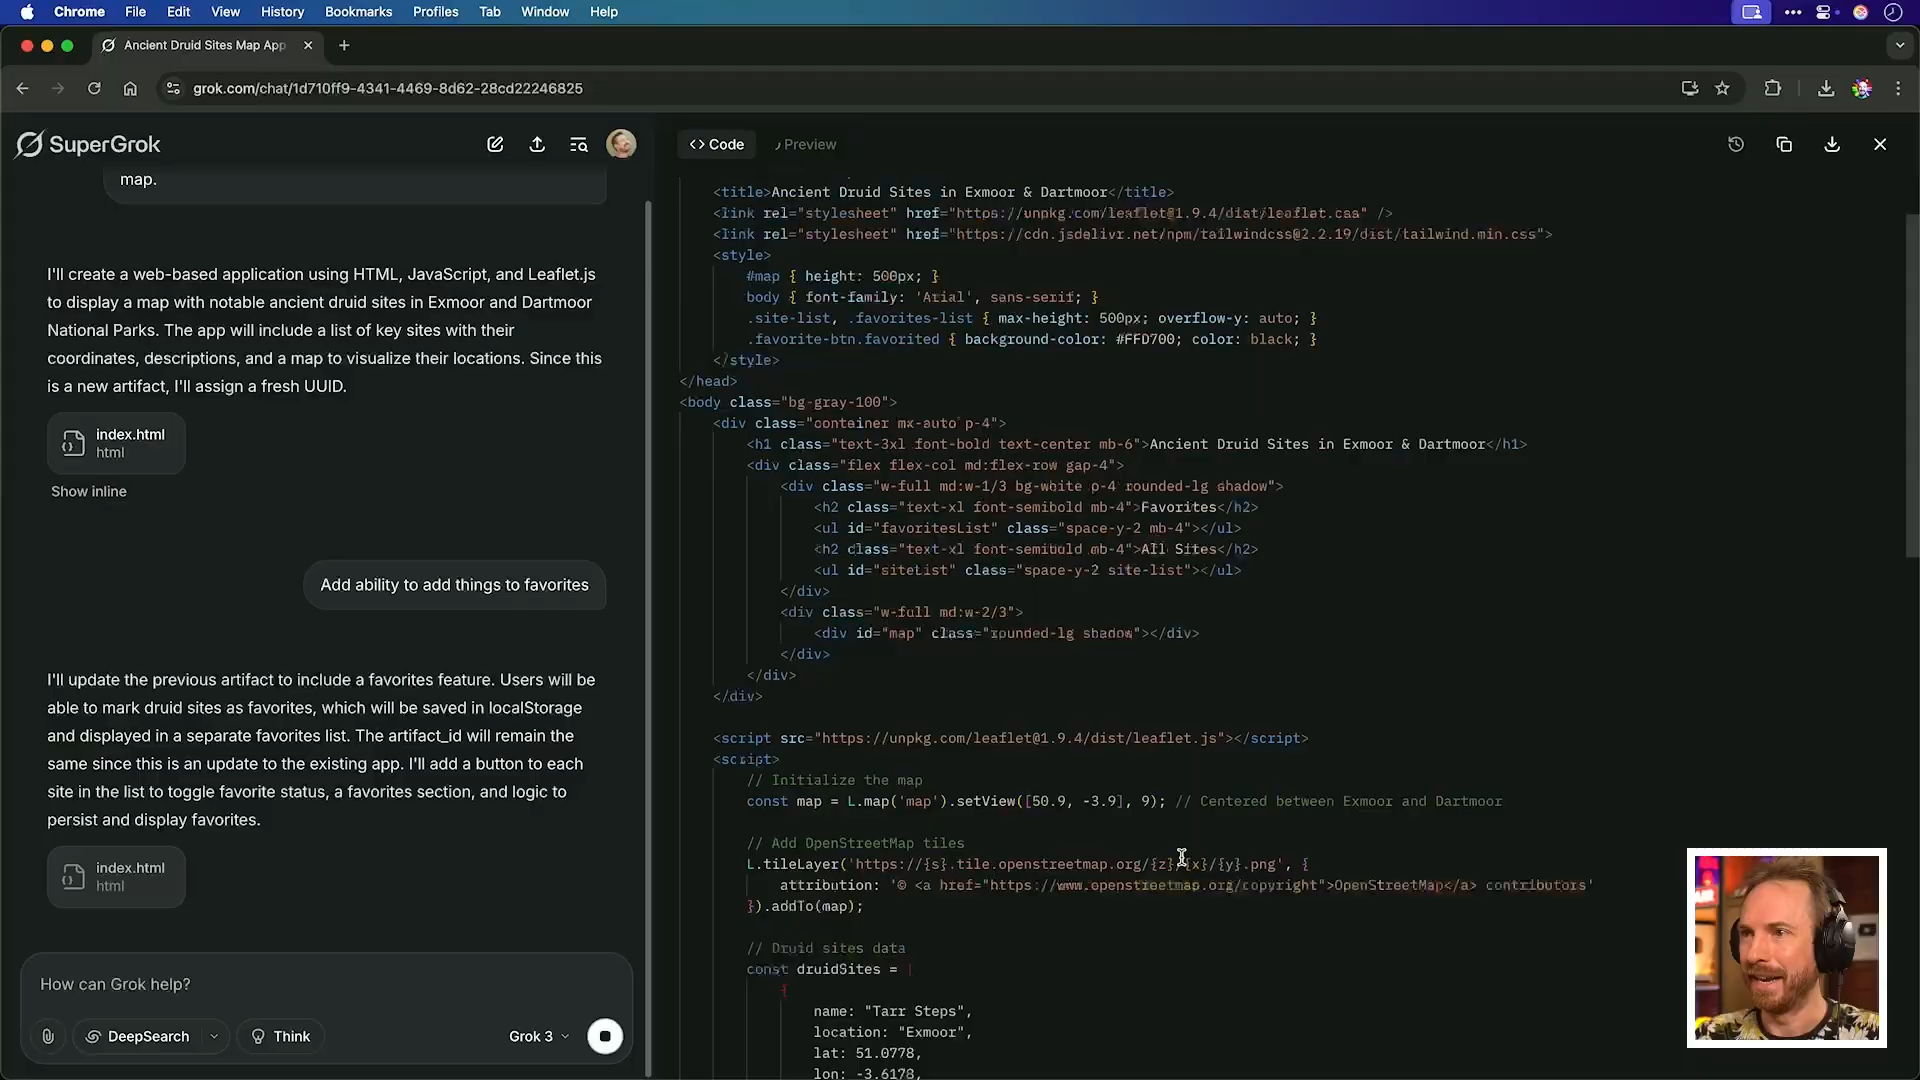 Chrome File Edit View History Bookmarks Profiles Tab Window Help
Ancient Druid Sites Map App
grok.com/chat/1d710ff9-4341-4469-8d62-28cd22246825
SuperGrok
map.
I'll create a web-based application using HTML, JavaScript, and Leaflet.js
to display a map with notable ancient druid sites in Exmoor and Dartmoor
National Parks. The app will include a list of key sites with their
coordinates, descriptions, and a map to visualize their locations. Since this
is a new artifact, I'll assign a fresh UUID.
index.html
html
Show inline
Add ability to add things to favorites
I'll update the previous artifact to include a favorites feature. Users will be
able to mark druid sites as favorites, which will be saved in localStorage
and displayed in a separate favorites list. The artifact_id will remain the
same since this is an update to the existing app. I'll add a button to each
site in the list to toggle favorite status, a favorites section, and logic to
persist and display favorites.
index.html
html
How can Grok help?
DeepSearch
Think
Grok 3
<> Code
Preview
<title>Ancient Druid Sites in Exmoor & Dartmoor</title>
<link rel="stylesheet" href="https://unpkg.com/leaflet@1.9.4/dist/leaflet.css" />
<link rel="stylesheet" href="https://cdn.jsdelivr.net/npm/tailwindcss@2.2.19/dist/tailwind.min.css">
<style>
#map { height: 500px; }
body { font-family: 'Arial', sans-serif; }
.site-list, .favorites-list { max-height: 500px; overflow-y: auto; }
.favorite-btn.favorited { background-color: #FFD700; color: black; }
</style>
</head>
<body class="bg-gray-100">
<div class="container mx-auto p-4">
<h1 class="text-3xl font-bold text-center mb-6">Ancient Druid Sites in Exmoor & Dartmoor</h1>
<div class="flex flex-col md:flex-row gap-4">
<div class="w-full md:w-1/3 bg-white p-4 rounded-lg shadow">
<h2 class="text-xl font-semibold mb-4">Favorites</h2>
<ul id="favoritesList" class="space-y-2 mb-4"></ul>
<h2 class="text-xl font-semibold mb-4">All Sites</h2>
<ul id="siteList" class="space-y-2 site-list"></ul>
</div>
<div class="w-full md:w-2/3">
<div id="map" class="rounded-lg shadow"></div>
</div>
</div>
</div>
<script src="https://unpkg.com/leaflet@1.9.4/dist/leaflet.js"></script>
<script>
// Initialize the map
const map = L.map('map').setView([50.9, -3.9], 9); // Centered between Exmoor and Dartmoor
// Add OpenStreetMap tiles
L.tileLayer('https://{s}.tile.openstreetmap.org/{z}/{x}/{y}.png', {
attribution: '© <a href="https://www.openstreetmap.org/copyright">OpenStreetMap</a> contributors'
}).addTo(map);
// Druid sites data
const druidSites = [
{
name: "Tarr Steps",
location: "Exmoor",
lat: 51.0778,
lon: -3.6178,